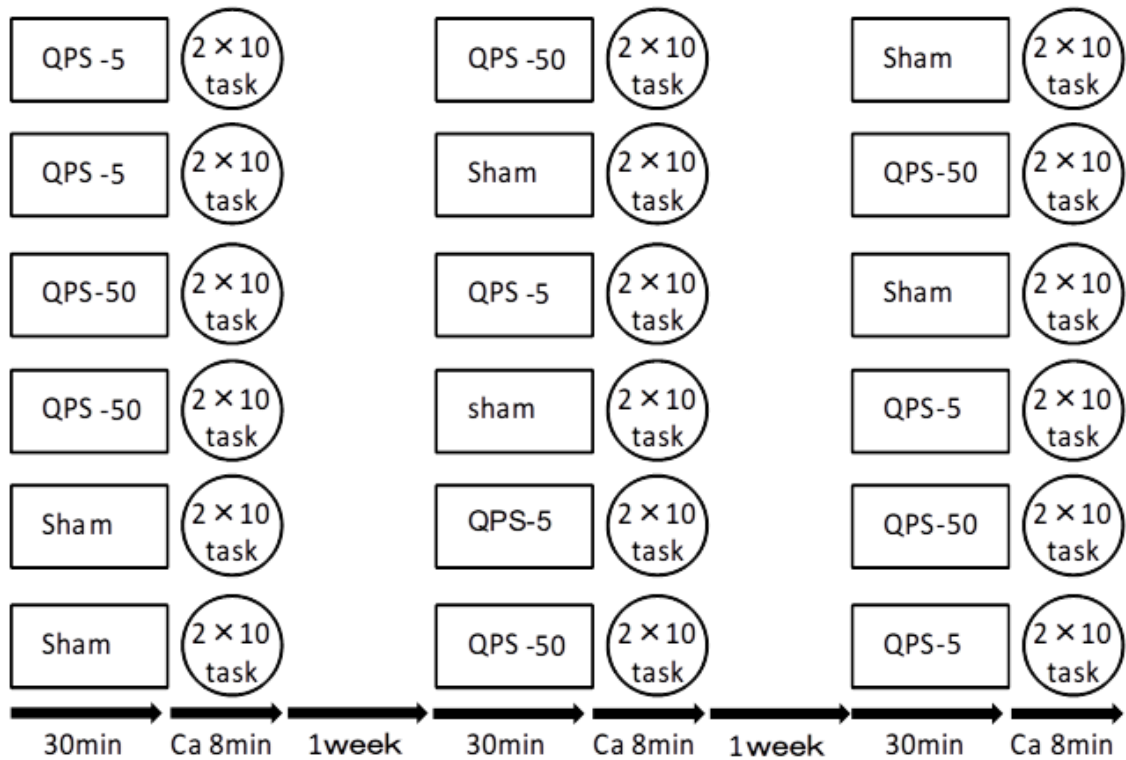 QPS -5
2×10
task
QPS -50
2×10
task
Sham
2×10
task
QPS -5
2×10
task
Sham
2×10
task
QPS-50
2×10
task
QPS-50
2×10
task
QPS -5
2×10
task
Sham
2×10
task
QPS -50
2×10
task
sham
2×10
task
QPS-5
2×10
task
Sham
2×10
task
QPS-5
2×10
task
QPS-50
2×10
task
Sham
2×10
task
QPS -50
2×10
task
QPS-5
2×10
task
30min Ca 8min 1week 30min Ca 8min 1week 30min Ca 8min